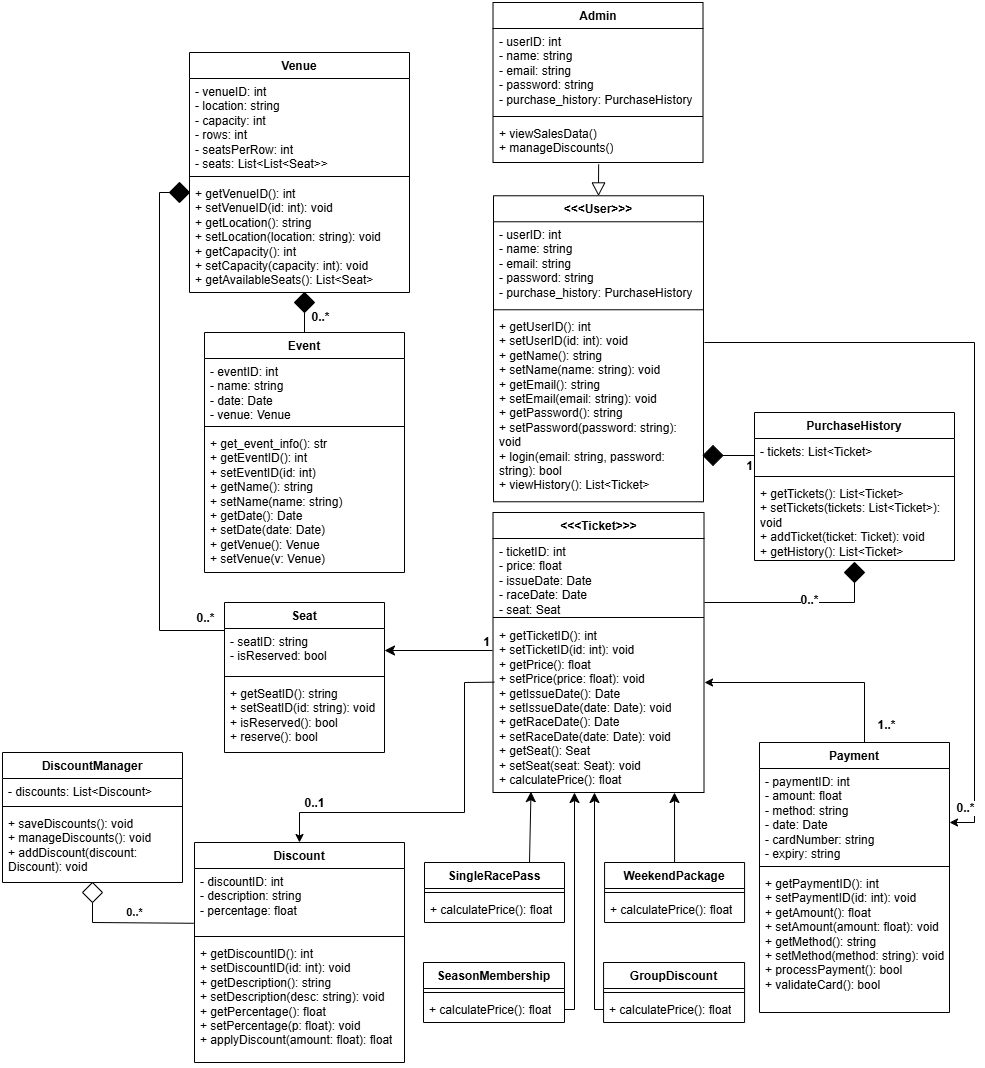 Admin
- userID: int
- name: string
- email: string
- password: string
- purchase_history: PurchaseHistory
+ viewSalesData()
+ manageDiscounts()
Venue
- venueID: int
- location: string
- capacity: int
- rows: int
- seatsPerRow: int
- seats: List<List<Seat>>
+ getVenueID(): int
+ setVenueID(id: int): void
+ getLocation(): string
+ setLocation(location: string): void
+ getCapacity(): int
+ setCapacity(capacity: int): void
+ getAvailableSeats(): List<Seat>
0..*
<<<User>>>
- userID: int
- name: string
- email: string
- password: string
- purchase_history: PurchaseHistory
+ getUserID(): int
+ setUserID(id: int): void
+ getName(): string
+ setName(name: string): void
+ getEmail(): string
+ setEmail(email: string): void
+ getPassword(): string
+ setPassword(password: string):
void
+ login(email: string, password:
string): bool
+ viewHistory(): List<Ticket>
Event
- eventID: int
- name: string
- date: Date
- venue: Venue
+ get_event_info(): str
+ getEventID(): int
+ setEventID(id: int)
+ getName(): string
+ setName(name: string)
+ getDate(): Date
+ setDate(date: Date)
+ getVenue(): Venue
+ setVenue(v: Venue)
PurchaseHistory
- tickets: List<Ticket>
+ getTickets(): List<Ticket>
+ setTickets(tickets: List<Ticket>):
void
+ addTicket(ticket: Ticket): void
+ getHistory(): List<Ticket>
1
0..*
<<<Ticket>>>
- ticketID: int
- price: float
- issueDate: Date
- raceDate: Date
- seat: Seat
+ getTicketID(): int
+ setTicketID(id: int): void
+ getPrice(): float
+ setPrice(price: float): void
+ getIssueDate(): Date
+ setIssueDate(date: Date): void
+ getRaceDate(): Date
+ setRaceDate(date: Date): void
+ getSeat(): Seat
+ setSeat(seat: Seat): void
+ calculatePrice(): float
0..*
Seat
- seatID: string
- isReserved: bool
+ getSeatID(): string
+ setSeatID(id: string): void
+ isReserved(): bool
+ reserve(): bool
1
1..*
DiscountManager
- discounts: List<Discount>
+ saveDiscounts(): void
+ manageDiscounts(): void
+ addDiscount(discount:
Discount): void
0..*
0..1
Discount
- discountID: int
- description: string
- percentage: float
+ getDiscountID(): int
+ setDiscountID(id: int): void
+ getDescription(): string
+ setDescription(desc: string): void
+ getPercentage(): float
+ setPercentage(p: float): void
+ applyDiscount(amount: float): float
SingleRacePass
+ calculatePrice(): float
WeekendPackage
+ calculatePrice(): float
SeasonMembership
+ calculatePrice(): float
GroupDiscount
+ calculatePrice(): float
Payment
- paymentID: int
- amount: float
- method: string
- date: Date
- cardNumber: string
- expiry: string
+ getPaymentID(): int
+ setPaymentID(id: int): void
+ getAmount(): float
+ setAmount(amount: float): void
+ getMethod(): string
+ setMethod(method: string): void
+ processPayment(): bool
+ validateCard(): bool
0..*